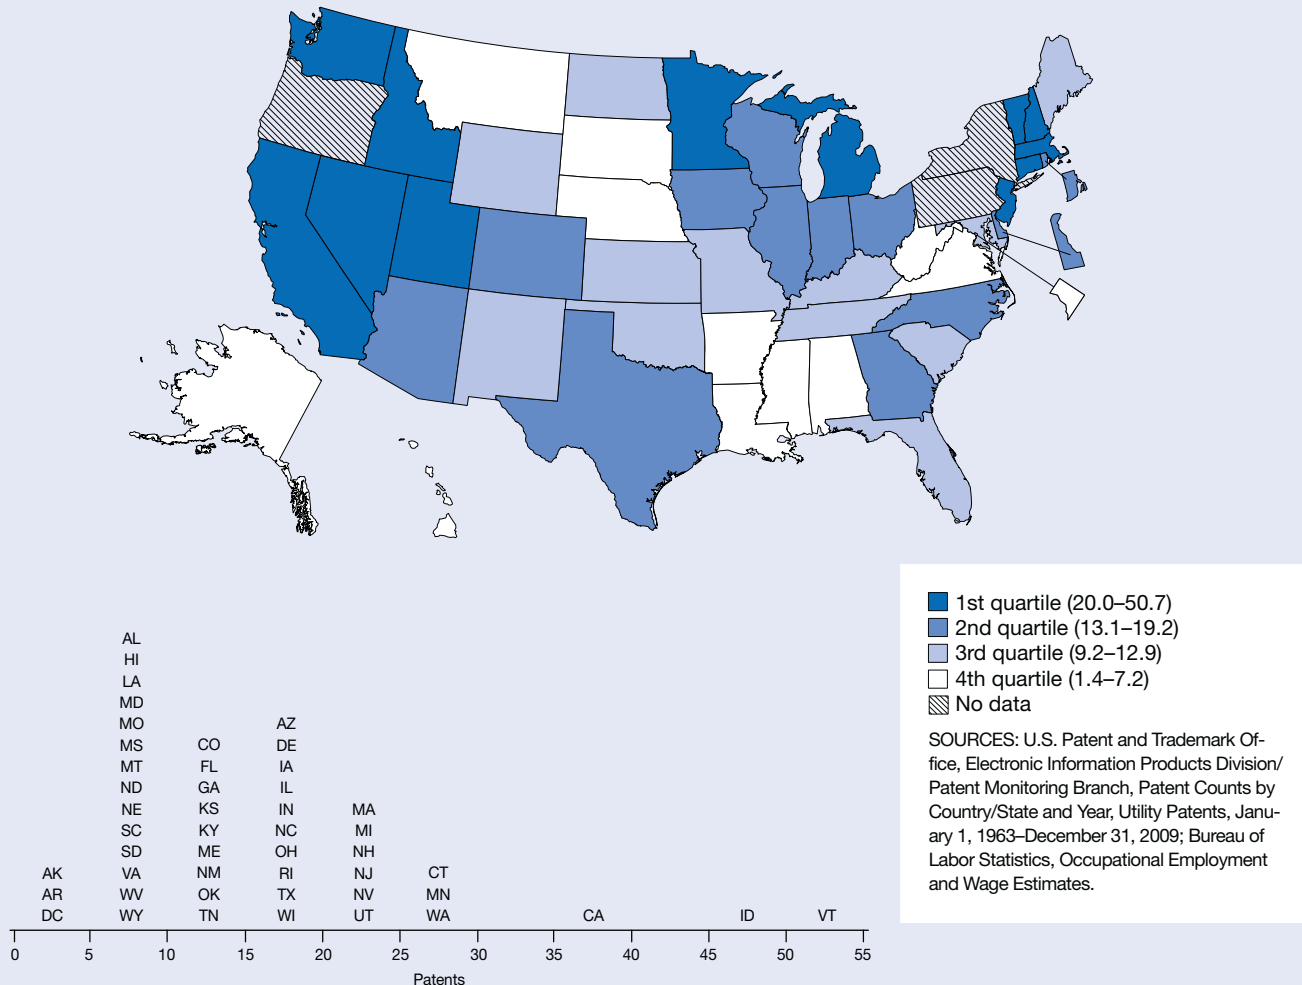 1st quartile (20.0–50.7)
2nd quartile (13.1–19.2)
3rd quartile (9.2–12.9)
4th quartile (1.4–7.2)
No data
SOURCES: U.S. Patent and Trademark Of-
fice, Electronic Information Products Division/
Patent Monitoring Branch, Patent Counts by
Country/State and Year, Utility Patents, Janu-
ary 1, 1963–December 31, 2009; Bureau of
Labor Statistics, Occupational Employment
and Wage Estimates.
AL
HI
LA
MD
MO AZ
MS CO DE
MT FL IA
ND GA IL
NE KS IN MA
SC KY NC MI
SD ME OH NH
AK VA NM RI NJ CT
AR WV OK TX NV MN
DC WY TN WI UT WA CA ID VT
0 5 10 15 20 25 30 35 40 45 50 55
Patents